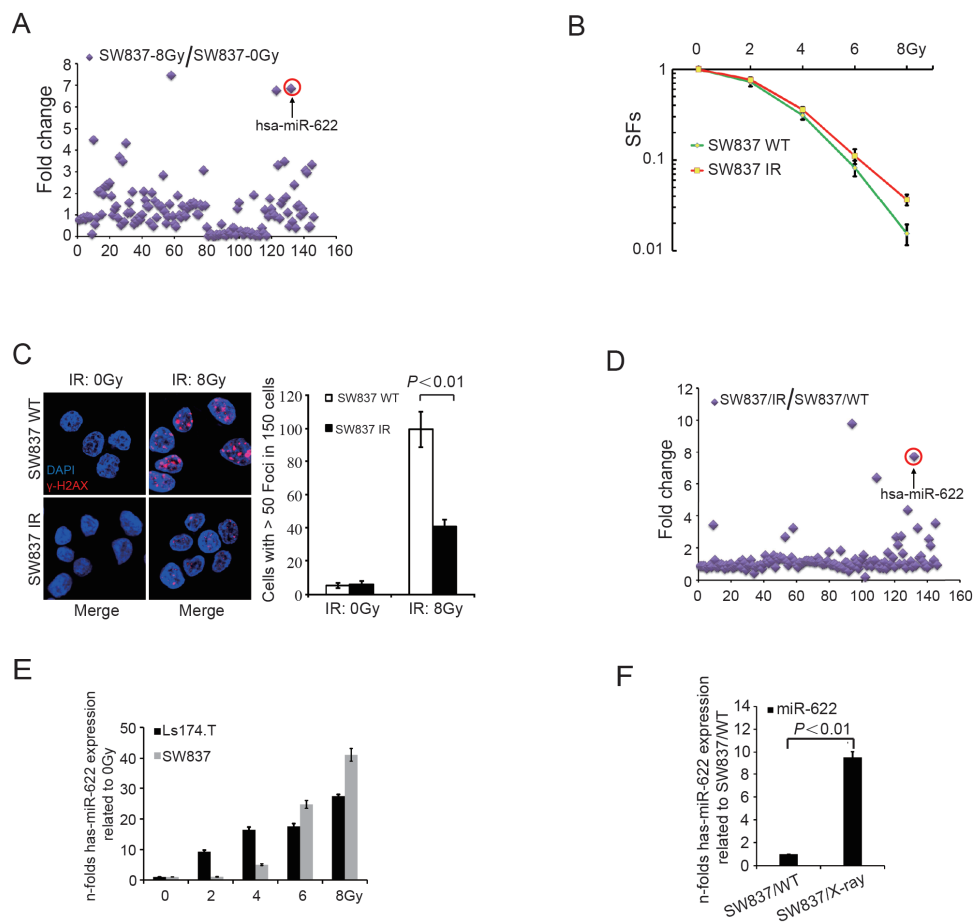 A
SW837-8Gy/SW837-0Gy
Fold change
8
7
6
5
4
3
2
1
0
hsa-miR-622
0 20 40 60 80 100 120 140 160
B
0 2 4 6 8Gy
SFs
1
0.1
0.01
SW837 WT
SW837 IR
C
IR: 0Gy IR: 8Gy
SW837 WT
DAPI
γ-H2AX
SW837 IR
Merge Merge
Cells with > 50 Foci in 150 cells
120
100
80
60
40
20
0
SW837 WT
SW837 IR
P<0.01
IR: 0Gy IR: 8Gy
D
SW837/IR/SW837/WT
Fold change
12
10
8
6
4
2
0
hsa-miR-622
0 20 40 60 80 100 120 140 160
E
n-folds has-miR-622 expression
related to 0Gy
50
40
30
20
10
0
Ls174.T
SW837
0 2 4 6 8Gy
F
n-folds has-miR-622 expression
related to SW837/WT
14
12
10
8
6
4
2
0
miR-622
P<0.01
SW837/WT SW837/X-ray